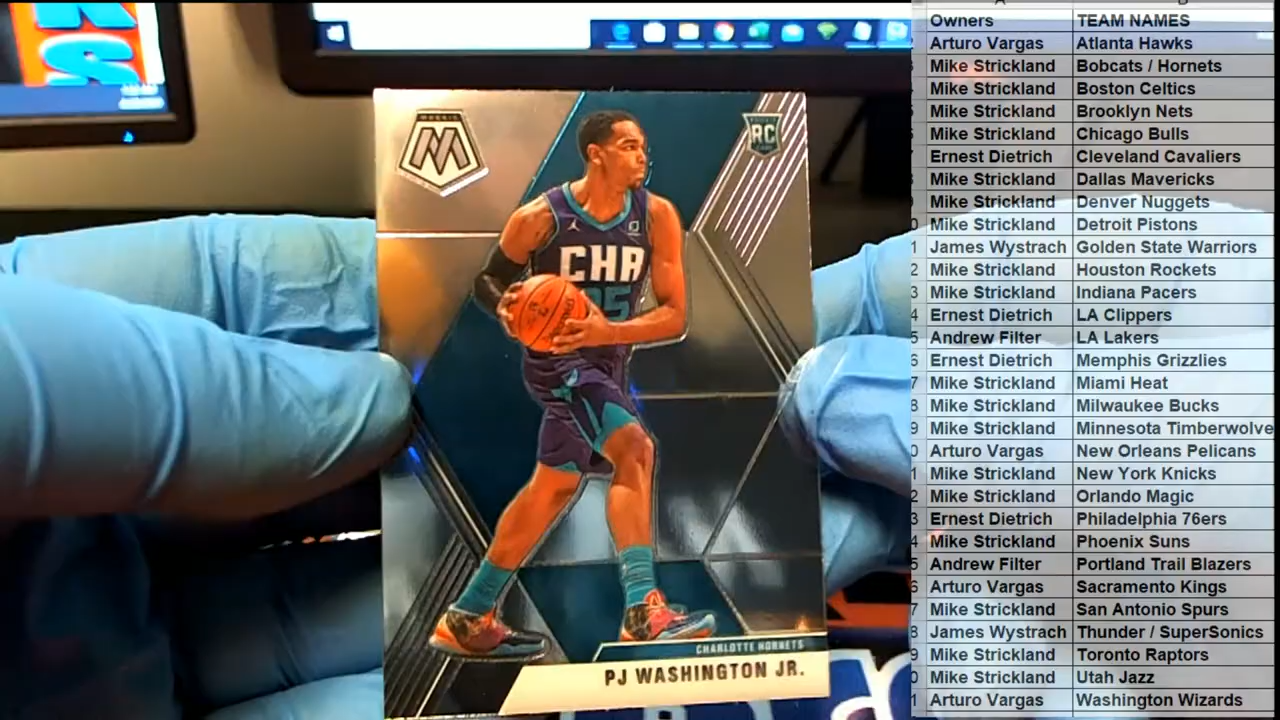 KS
MOSAIC
M
RC
CHA
25
CHARLOTTE HORNETS
PJ WASHINGTON JR.
Owners TEAM NAMES
Arturo Vargas Atlanta Hawks
Mike Strickland Bobcats / Hornets
Mike Strickland Boston Celtics
Mike Strickland Brooklyn Nets
Mike Strickland Chicago Bulls
Ernest Dietrich Cleveland Cavaliers
Mike Strickland Dallas Mavericks
Mike Strickland Denver Nuggets
Mike Strickland Detroit Pistons
James Wystrach Golden State Warriors
Mike Strickland Houston Rockets
Mike Strickland Indiana Pacers
Ernest Dietrich LA Clippers
Andrew Filter LA Lakers
Ernest Dietrich Memphis Grizzlies
Mike Strickland Miami Heat
Mike Strickland Milwaukee Bucks
Mike Strickland Minnesota Timberwolve
Arturo Vargas New Orleans Pelicans
Mike Strickland New York Knicks
Mike Strickland Orlando Magic
Ernest Dietrich Philadelphia 76ers
Mike Strickland Phoenix Suns
Andrew Filter Portland Trail Blazers
Arturo Vargas Sacramento Kings
Mike Strickland San Antonio Spurs
James Wystrach Thunder / SuperSonics
Mike Strickland Toronto Raptors
Mike Strickland Utah Jazz
Arturo Vargas Washington Wizards